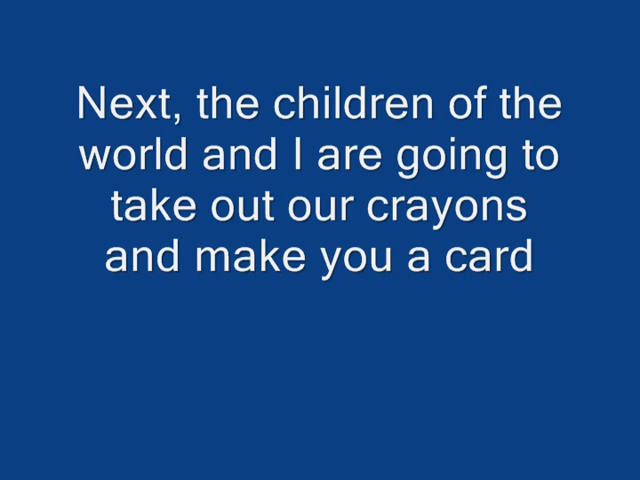 Next, the children of the
world and I are going to
take out our crayons
and make you a card